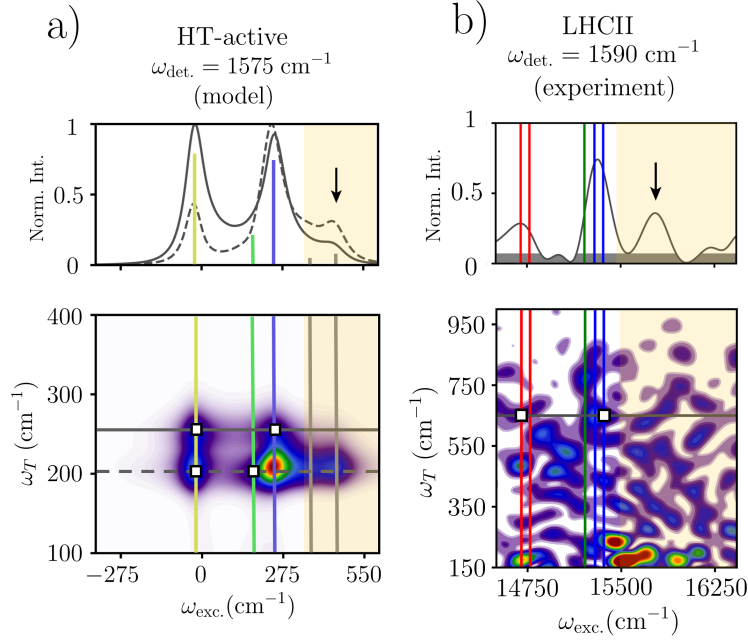 a)
HT-active
ω_det. = 1575 cm⁻¹
(model)
Norm. Int.
1
0.5
0
ω_T (cm⁻¹)
400
300
200
100
−275 0 275 550
ω_exc.(cm⁻¹)
b)
LHCII
ω_det. = 1590 cm⁻¹
(experiment)
Norm. Int.
1
0.5
0
ω_T (cm⁻¹)
950
750
550
350
150
14750 15500 16250
ω_exc.(cm⁻¹)